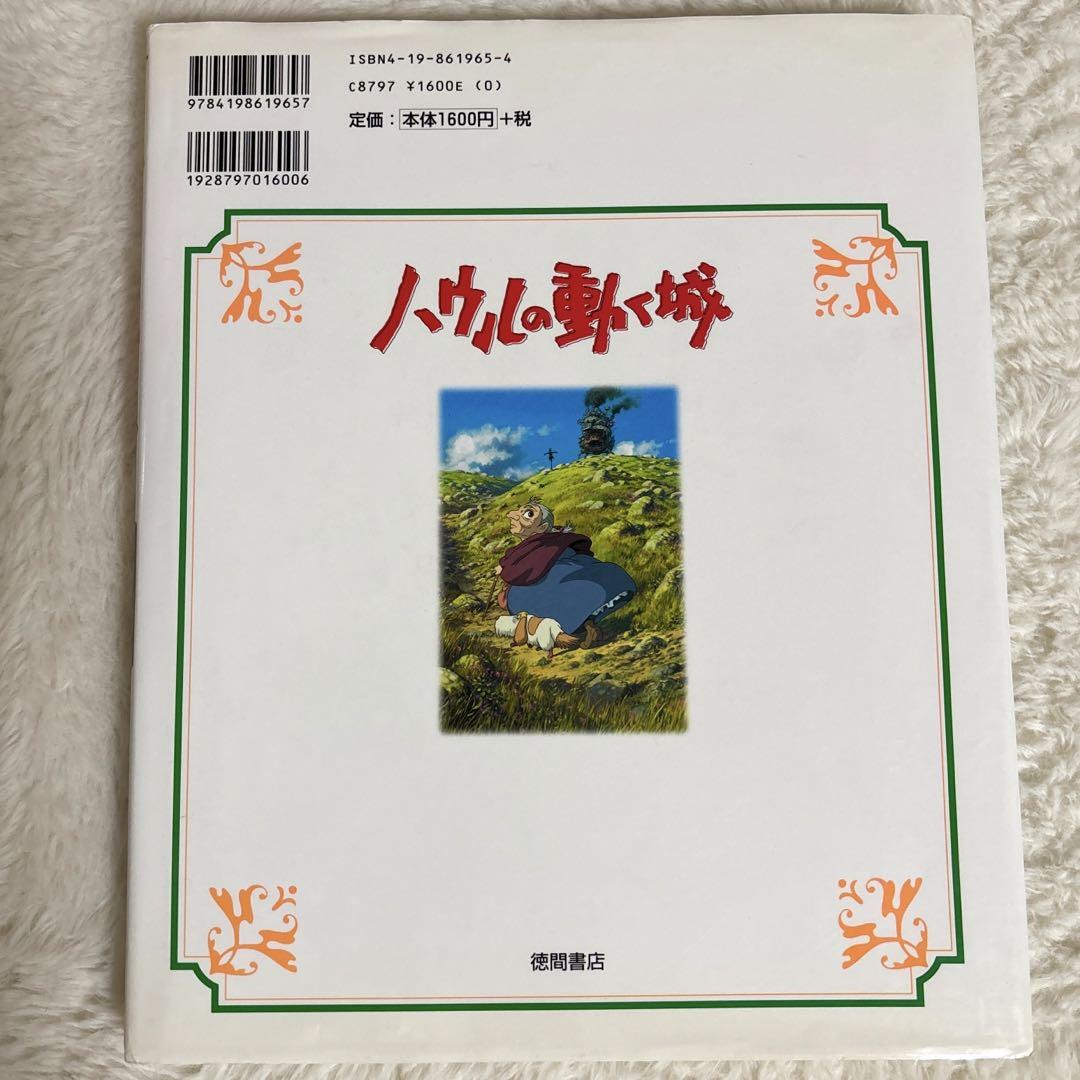 ISBN4-19-861965-4
C8797 ¥1600E (0)
定価：本体1600円+税
9784198619657
1928797016006
ハウルの動く城
徳間書店